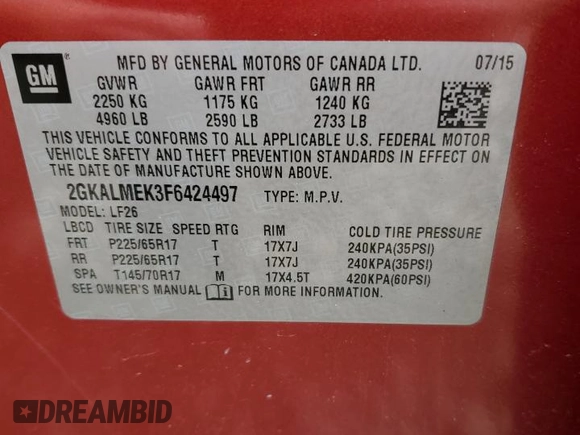 GM
MFD BY GENERAL MOTORS OF CANADA LTD. 07/15
GVWR GAWR FRT GAWR RR
2250 KG 1175 KG 1240 KG
4960 LB 2590 LB 2733 LB
THIS VEHICLE CONFORMS TO ALL APPLICABLE U.S. FEDERAL MOTOR
VEHICLE SAFETY AND THEFT PREVENTION STANDARDS IN EFFECT ON
THE DATE OF MANUFACTURE SHOWN ABOVE.
2GKALMEK3F6424497 TYPE: M.P.V.
MODEL: LF26
LBCD TIRE SIZE SPEED RTG RIM COLD TIRE PRESSURE
FRT P225/65R17 T 17X7J 240KPA(35PSI)
RR P225/65R17 T 17X7J 240KPA(35PSI)
SPA T145/70R17 M 17X4.5T 420KPA(60PSI)
SEE OWNER'S MANUAL FOR MORE INFORMATION.
DREAMBID